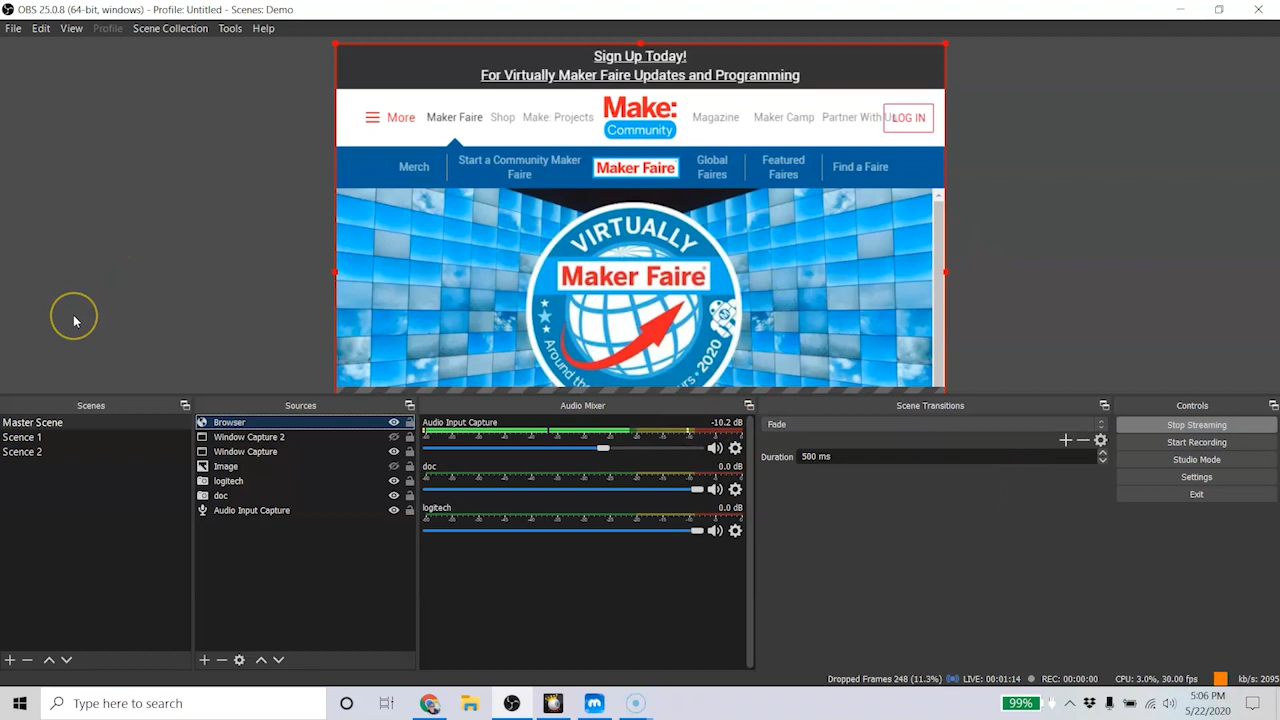 OBS 25.0.8 (64-bit, windows) - Profile: Untitled - Scenes: Demo
File Edit View Profile Scene Collection Tools Help
Sign Up Today!
For Virtually Maker Faire Updates and Programming
More Maker Faire Shop Make: Projects Make: Community Magazine Maker Camp Partner With Us LOG IN
Merch
Start a Community Maker
Faire
Maker Faire
Global
Faires
Featured
Faires
Find a Faire
VIRTUALLY
Maker Faire
2020
Scenes
Master Scene
Scene 1
Scene 2
Sources
Browser
Window Capture 2
Window Capture
Image
logitech
doc
Audio Input Capture
Audio Mixer
Audio Input Capture -10.2 dB
doc 0.0 dB
logitech 0.0 dB
Scene Transitions
Fade
Duration 500 ms
Controls
Stop Streaming
Start Recording
Studio Mode
Settings
Exit
Dropped Frames 248 (11.3%) LIVE: 00:01:14 REC: 00:00:00 CPU: 3.0%, 30.00 fps kb/s: 2095
Type here to search
99%
5:06 PM
5/22/2020